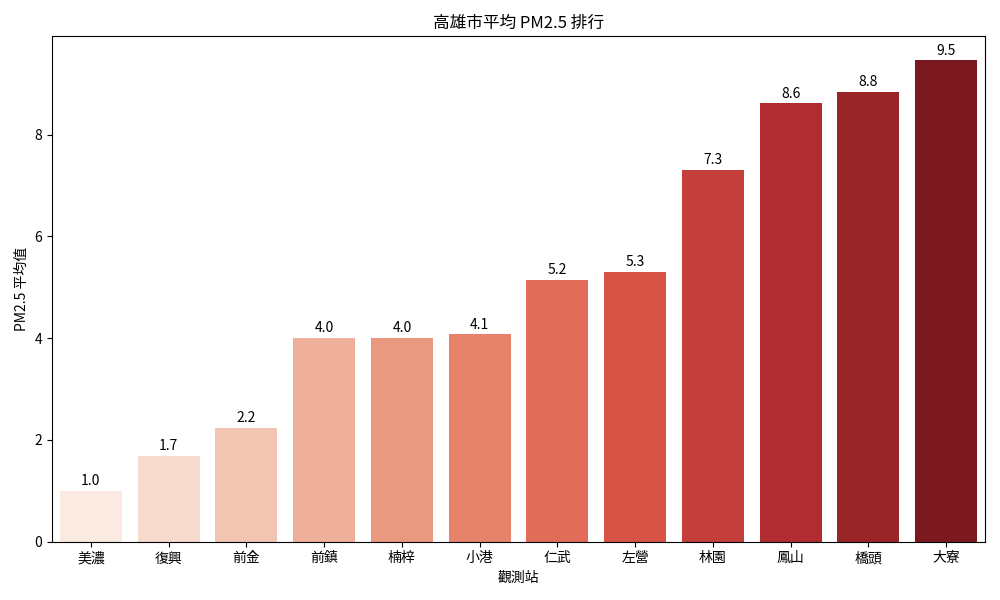 高雄市平均 PM2.5 排行
PM2.5 平均值
8
6
4
2
0
1.0
1.7
2.2
4.0
4.0
4.1
5.2
5.3
7.3
8.6
8.8
9.5
美濃
復興
前金
前鎮
楠梓
小港
仁武
左營
林園
鳳山
橋頭
大寮
觀測站